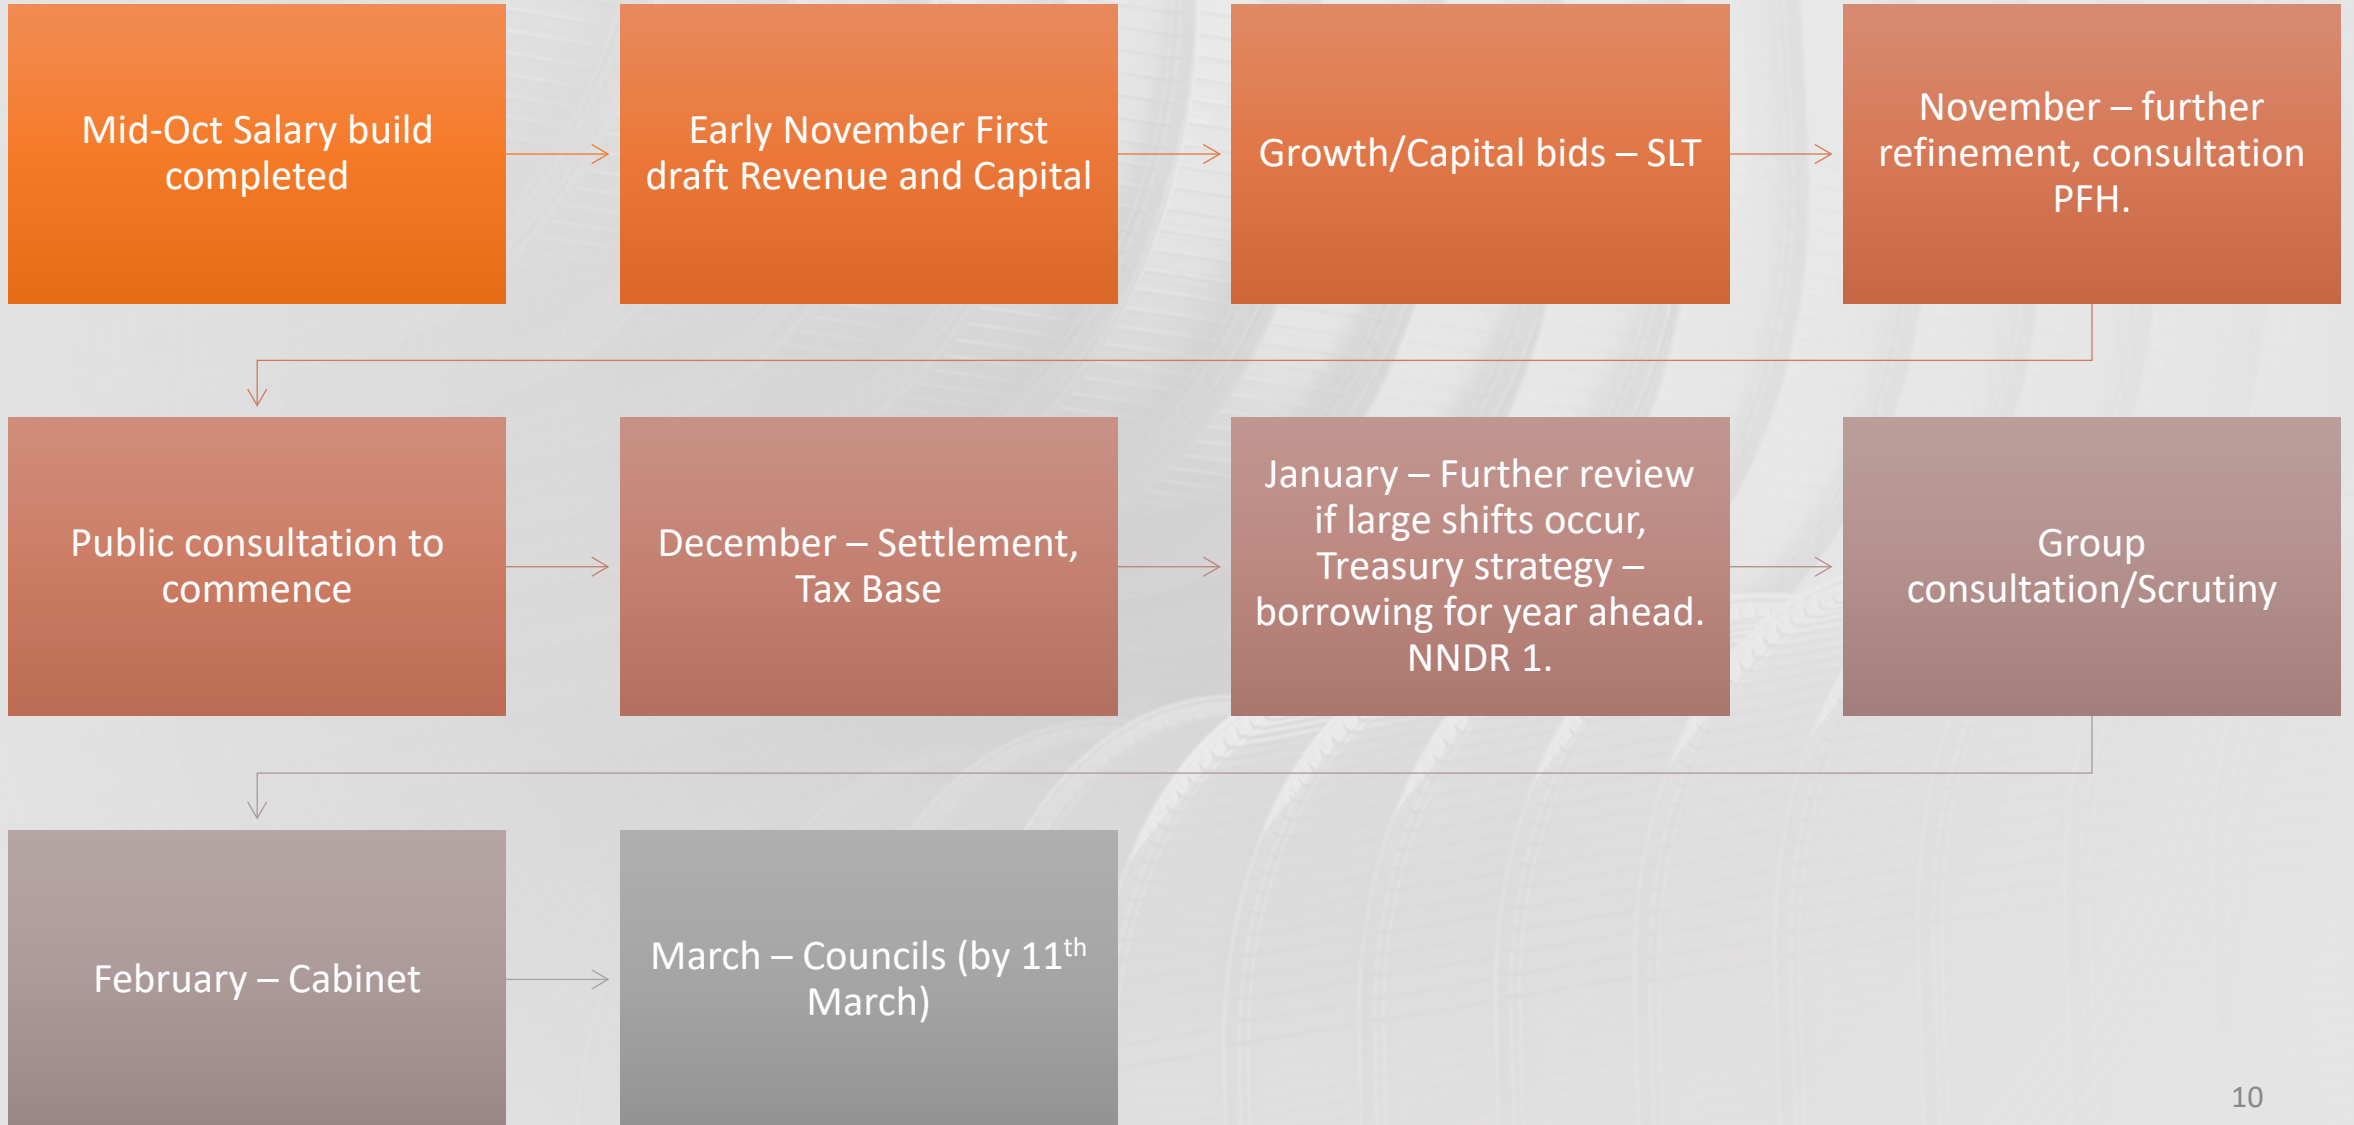 Mid-Oct Salary build
completed
Early November First
draft Revenue and Capital
Growth/Capital bids – SLT
November – further
refinement, consultation
PFH.
Public consultation to
commence
December – Settlement,
Tax Base
January – Further review
if large shifts occur,
Treasury strategy –
borrowing for year ahead.
NNDR 1.
Group
consultation/Scrutiny
February – Cabinet
March – Councils (by 11th
March)
10